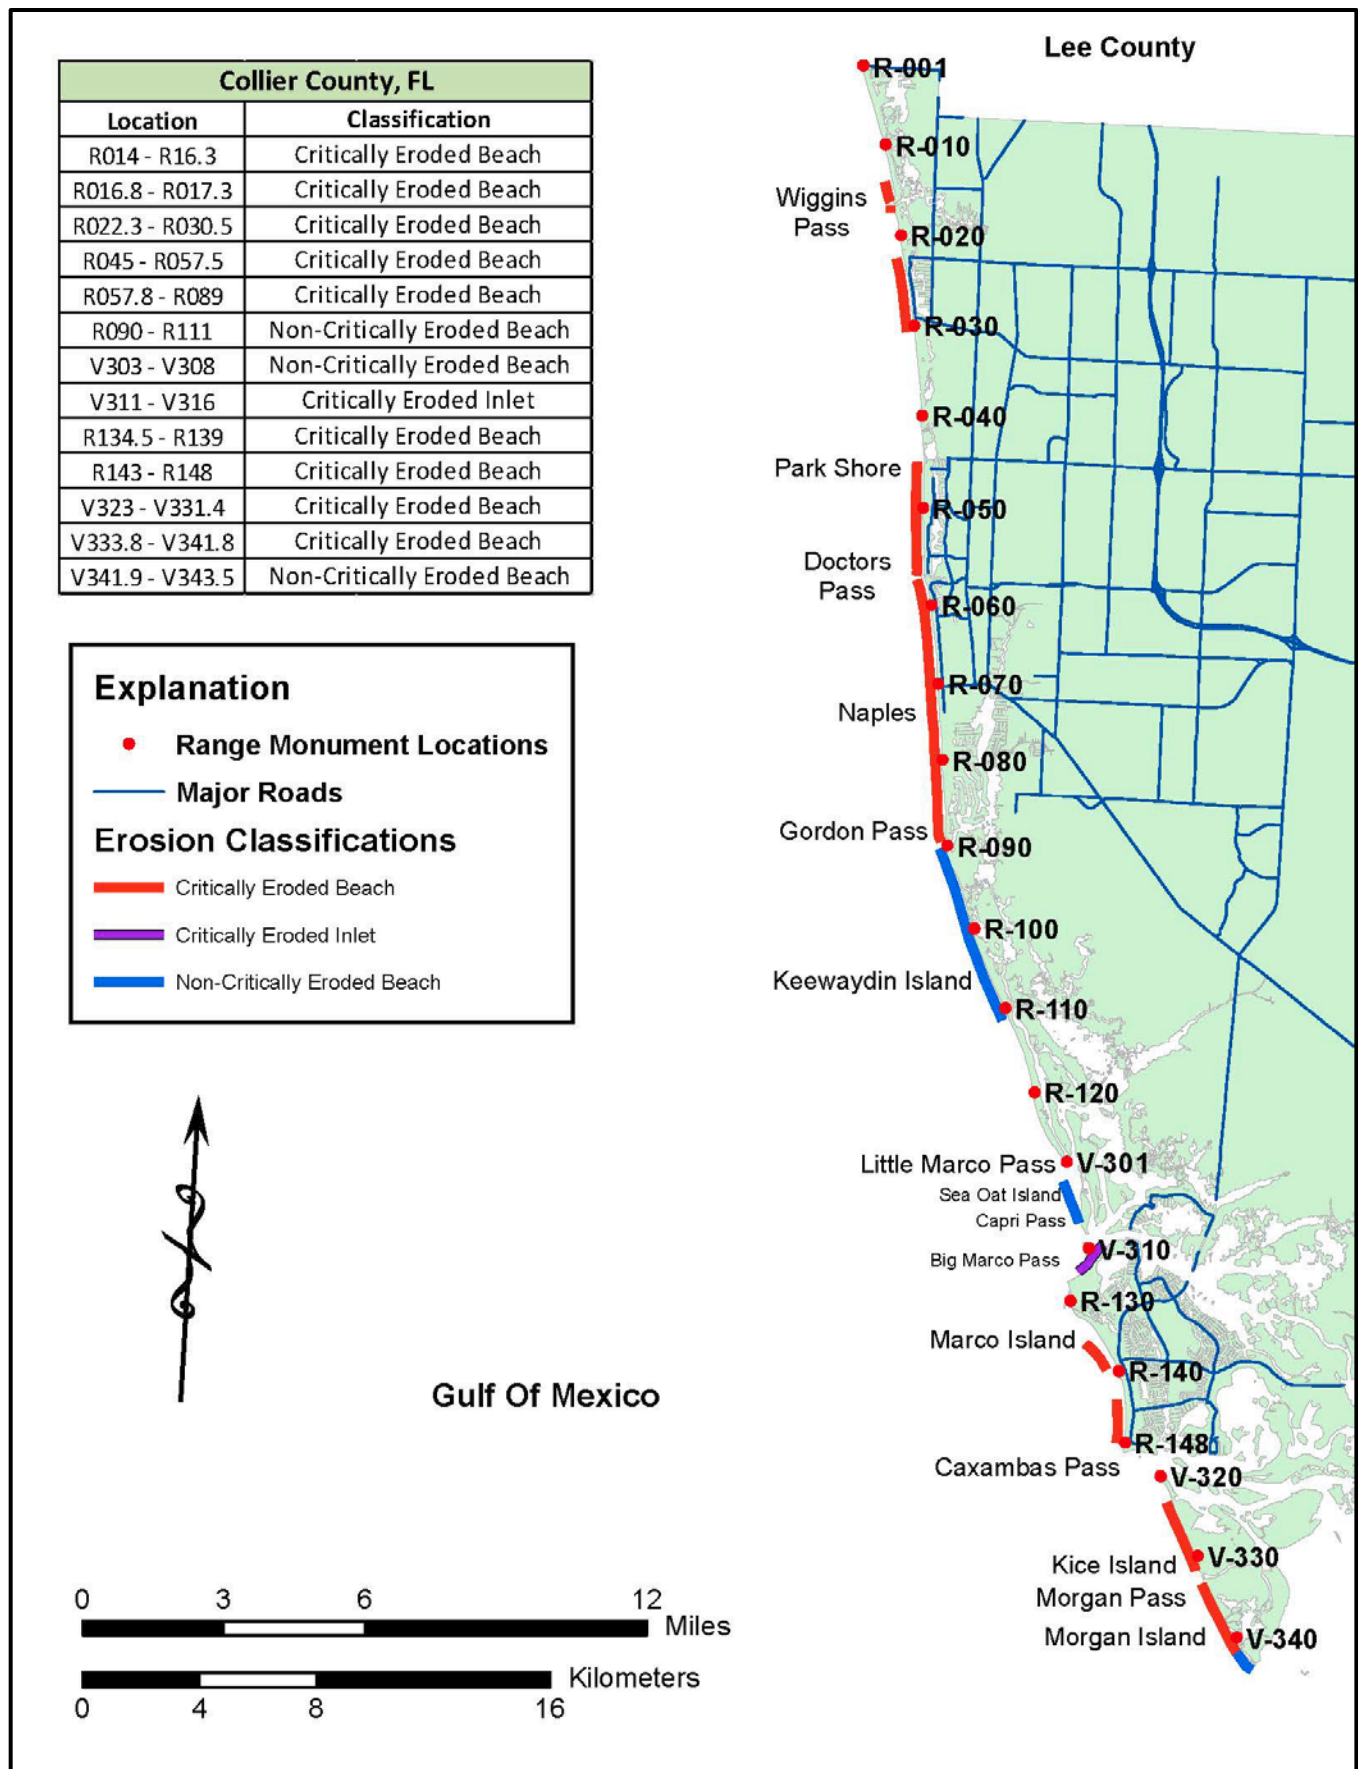 Collier County, FL
Location Classification
R014 - R16.3 Critically Eroded Beach
R016.8 - R017.3 Critically Eroded Beach
R022.3 - R030.5 Critically Eroded Beach
R045 - R057.5 Critically Eroded Beach
R057.8 - R089 Critically Eroded Beach
R090 - R111 Non-Critically Eroded Beach
V303 - V308 Non-Critically Eroded Beach
V311 - V316 Critically Eroded Inlet
R134.5 - R139 Critically Eroded Beach
R143 - R148 Critically Eroded Beach
V323 - V331.4 Critically Eroded Beach
V333.8 - V341.8 Critically Eroded Beach
V341.9 - V343.5 Non-Critically Eroded Beach
Explanation
Range Monument Locations
Major Roads
Erosion Classifications
Critically Eroded Beach
Critically Eroded Inlet
Non-Critically Eroded Beach
Gulf Of Mexico
0 3 6 12
Miles
Kilometers
0 4 8 16
Lee County
R-001
R-010
Wiggins
Pass
R-020
R-030
R-040
Park Shore
R-050
Doctors
Pass
R-060
R-070
Naples
R-080
Gordon Pass
R-090
R-100
Keewaydin Island
R-110
R-120
Little Marco Pass
V-301
Sea Oat Island
Capri Pass
V-310
Big Marco Pass
R-130
Marco Island
R-140
R-148
Caxambas Pass
V-320
Kice Island
V-330
Morgan Pass
Morgan Island
V-340